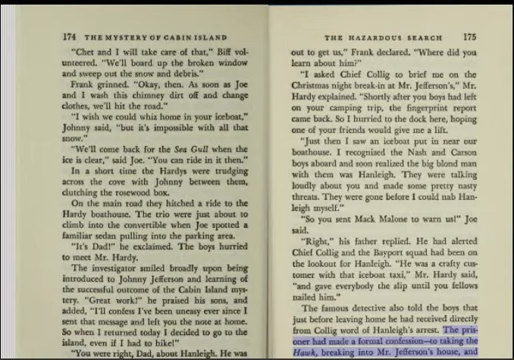 174 THE MYSTERY OF CABIN ISLAND
"Chet and I will take care of that," Biff vol-
unteered. "We'll board up the broken window
and sweep out the snow and debris."
Frank grinned. "Okay, then. As soon as Joe
and I wash this chimney dirt off and change
clothes, we'll hit the road."
"I wish we could whiz home in your iceboat,"
Johnny said, "but it's impossible with all that
snow."
"We'll come back for the Sea Gull when the
ice is clear," said Joe. "You can ride in it then."
In a short time the Hardys were trudging
across the cove with Johnny between them,
clutching the rosewood box.
On the main road they hitched a ride to the
Hardy boathouse. The trio were just about to
climb into the convertible when Joe spotted a
familiar sedan pulling into the parking area.
"It's Dad!" he exclaimed. The boys hurried
to meet Mr. Hardy.
The investigator smiled broadly upon being
introduced to Johnny Jefferson and learning of
the successful outcome of the Cabin Island mys-
tery. "Great work!" he praised his sons, and
added, "I'll confess I've been uneasy ever since I
sent that message and left you the note at home.
So when I returned today I decided to go to the
island, even if I had to hike!"
"You were right, Dad, about Hanleigh. He was
THE HAZARDOUS SEARCH 175
out to get us," Frank declared. "Where did you
learn about him?"
"I asked Chief Collig to brief me on the
Christmas night break-in at Mr. Jefferson's," Mr.
Hardy explained. "Shortly after you boys had left
on your camping trip, the fingerprint report
came back. So I hurried to the dock here, hoping
one of your friends would give me a lift.
"Just then I saw an iceboat put in near our
boathouse. I recognized the Nash and Carson
boys aboard and soon realized the big blond man
with them was Hanleigh. They were talking
loudly about you and made some pretty nasty
threats. They were gone before I could nab Han-
leigh myself."
"So you sent Mack Malone to warn us!" Joe
said.
"Right," his father replied. He had alerted
Chief Collig and the Bayport squad had been
on the lookout for Hanleigh. "He was a crafty cus-
tomer with that iceboat taxi," Mr. Hardy said,
"and gave everybody the slip until you fellows
nailed him."
The famous detective also told the boys that
just before leaving home he had received directly
from Collig word of Hanleigh's arrest. The pris-
oner had made a formal confession—to taking the
Hawk, breaking into Mr. Jefferson's house, and